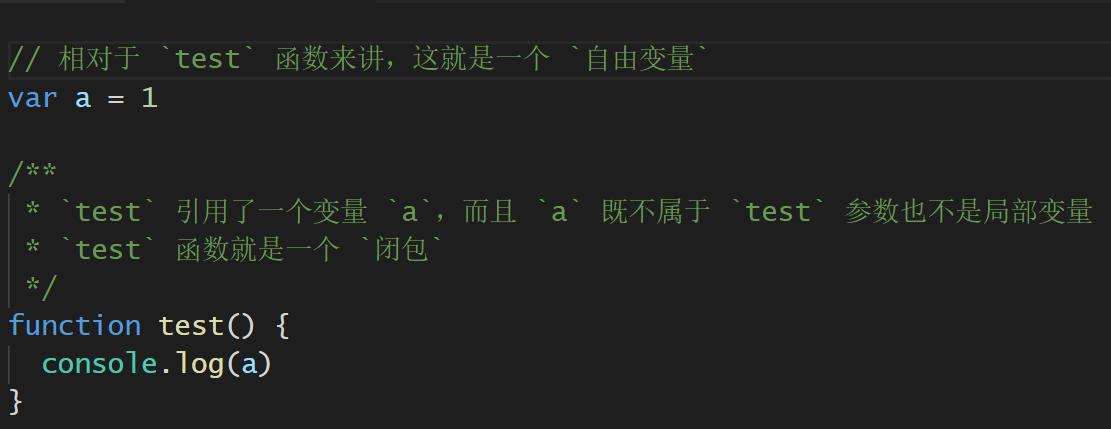 // 相对于 `test` 函数来讲，这就是一个 `自由变量`
var a = 1
/**
 * `test` 引用了一个变量 `a`，而且 `a` 既不属于 `test` 参数也不是局部变量
 * `test` 函数就是一个 `闭包`
 */
function test() {
  console.log(a)
}